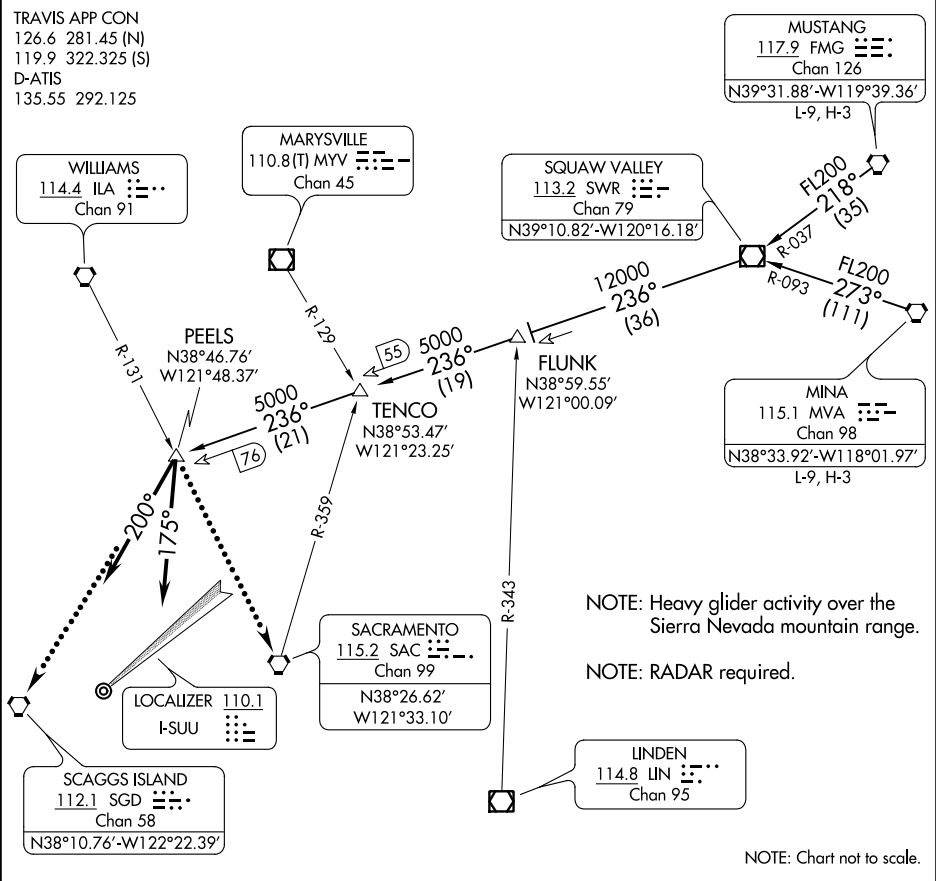 TRAVIS APP CON
126.6 281.45 (N)
119.9 322.325 (S)
D-ATIS
135.55 292.125
MUSTANG
117.9 FMG
Chan 126
N39°31.88'-W119°39.36'
L-9, H-3
MARYSVILLE
110.8(T) MYV
Chan 45
WILLIAMS
114.4 ILA
Chan 91
SQUAW VALLEY
113.2 SWR
Chan 79
N39°10.82'-W120°16.18'
FL200
218°
(35)
R-037
FL200
273°
(111)
R-093
12000
236°
(36)
R-129
R-131
PEELS
N38°46.76'
W121°48.37'
55
5000
236°
(19)
FLUNK
N38°59.55'
W121°00.09'
TENCO
N38°53.47'
W121°23.25'
5000
236°
(21)
76
MINA
115.1 MVA
Chan 98
N38°33.92'-W118°01.97'
L-9, H-3
200°
175°
R-359
R-343
NOTE: Heavy glider activity over the
Sierra Nevada mountain range.
NOTE: RADAR required.
SACRAMENTO
115.2 SAC
Chan 99
N38°26.62'
W121°33.10'
LOCALIZER 110.1
I-SUU
LINDEN
114.8 LIN
Chan 95
SCAGGS ISLAND
112.1 SGD
Chan 58
N38°10.76'-W122°22.39'
NOTE: Chart not to scale.